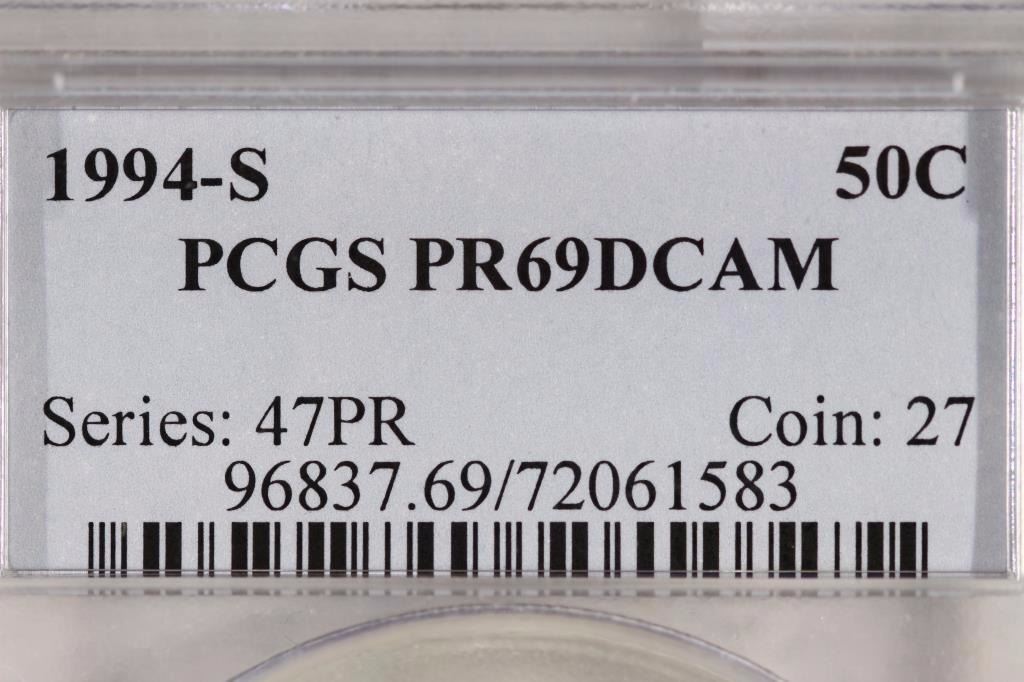 1994-S 50C
PCGS PR69DCAM
Series: 47PR Coin: 27
96837.69/72061583